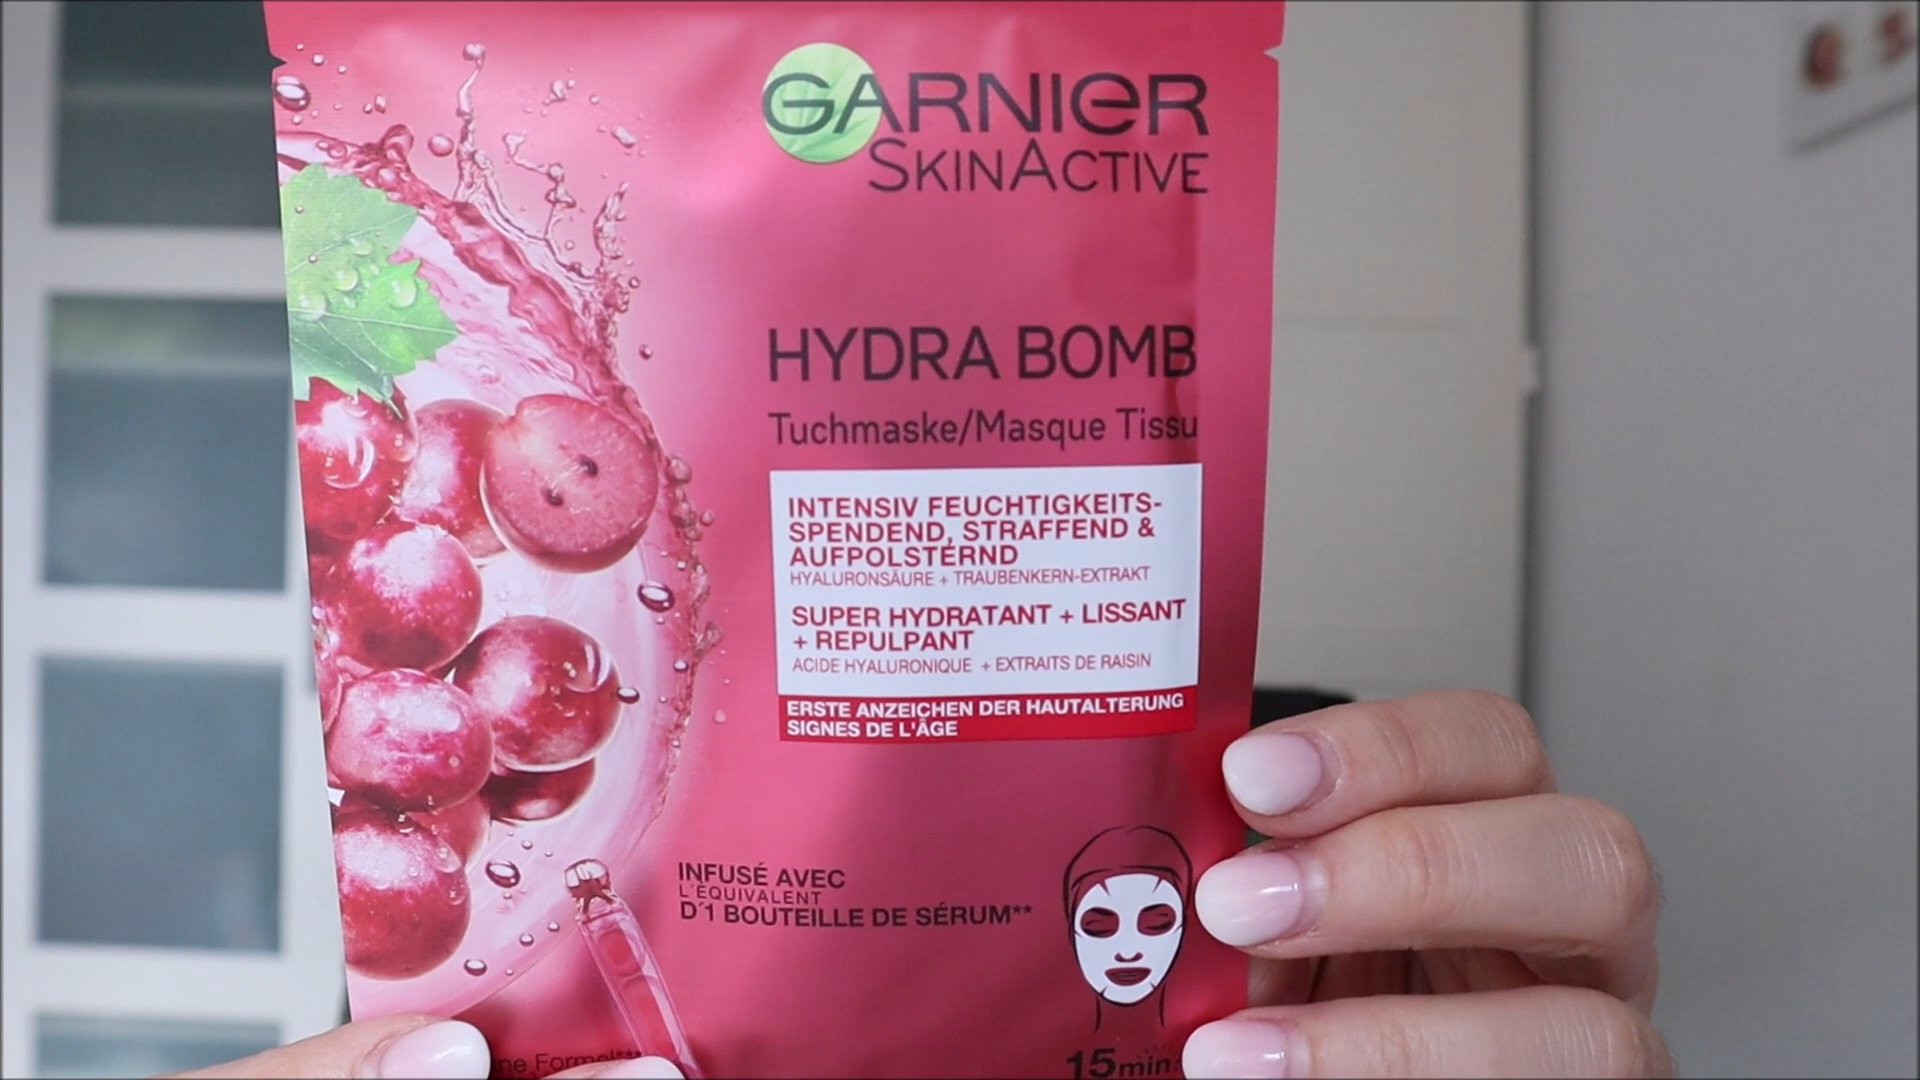 GARNIER
SKINACTIVE
HYDRA BOMB
Tuchmaske/Masque Tissu
INTENSIV FEUCHTIGKEITS-
SPENDEND, STRAFFEND &
AUFPOLSTERND
HYALURONSÄURE + TRAUBENKERN-EXTRAKT
SUPER HYDRATANT + LISSANT
+ REPULPANT
ACIDE HYALURONIQUE + EXTRAITS DE RAISIN
ERSTE ANZEICHEN DER HAUTALTERUNG
SIGNES DE L'ÂGE
INFUSÉ AVEC
L'ÉQUIVALENT
D'1 BOUTEILLE DE SÉRUM**
Formel***
15min